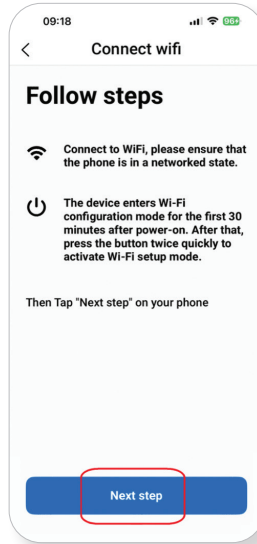 09:18
96
Connect wifi
Follow steps
Connect to WiFi, please ensure that
the phone is in a networked state.
The device enters Wi-Fi
configuration mode for the first 30
minutes after power-on. After that,
press the button twice quickly to
activate Wi-Fi setup mode.
Then Tap "Next step" on your phone
Next step